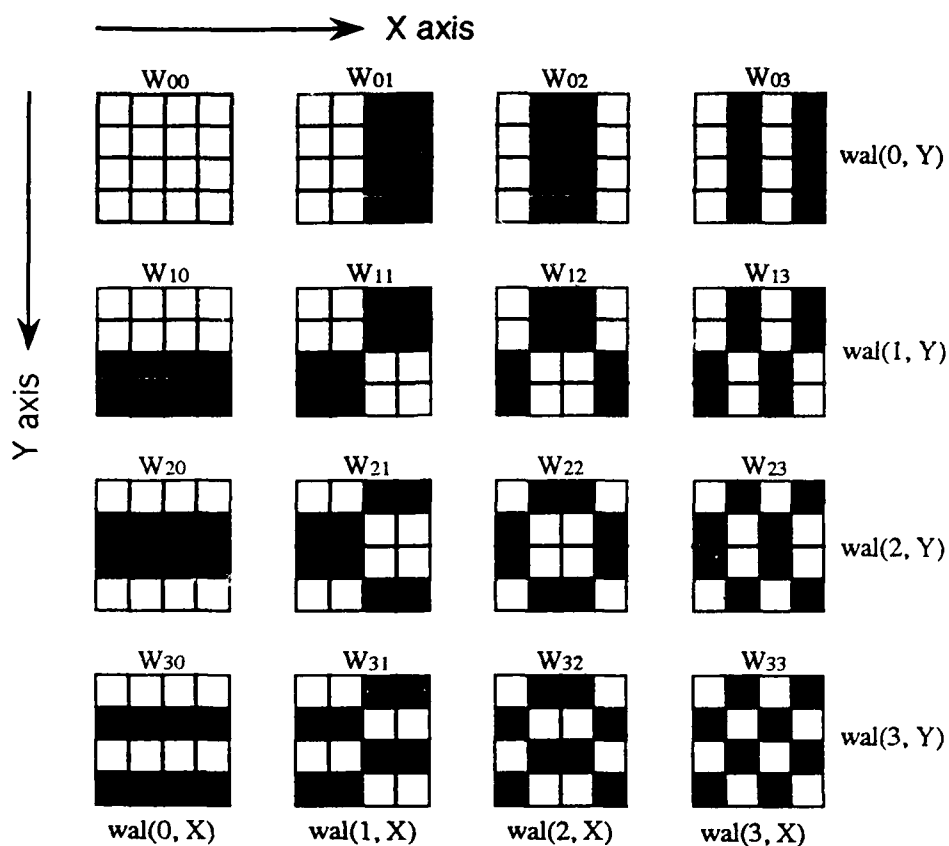 X axis
Y axis
W00 W01 W02 W03
wal(0, Y)
W10 W11 W12 W13
wal(1, Y)
W20 W21 W22 W23
wal(2, Y)
W30 W31 W32 W33
wal(3, Y)
wal(0, X) wal(1, X) wal(2, X) wal(3, X)